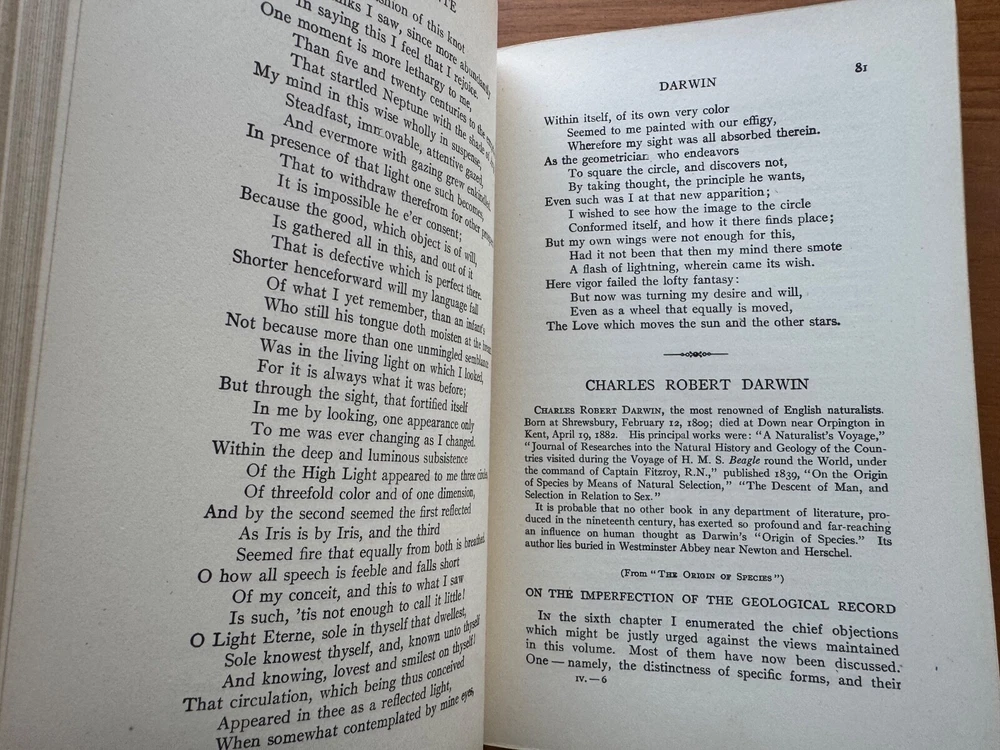 TE
shion of this knot
nks I saw, since more abundantly
In saying this I feel that I rejoice.
One moment is more lethargy to me,
Than five and twenty centuries to the
That startled Neptune with the shade of
My mind in this wise wholly in suspense,
Steadfast, immovable, attentive gazed,
And evermore with gazing grew enkindled.
In presence of that light one such becomes,
That to withdraw therefrom for other
It is impossible he e'er consent;
Because the good, which object is of will,
Is gathered all in this, and out of it
That is defective which is perfect there.
Shorter henceforward will my language fall
Of what I yet remember, than an infant's
Who still his tongue doth moisten at the
Not because more than one unmingled semblance
Was in the living light on which I looked,
For it is always what it was before;
But through the sight, that fortified itself
In me by looking, one appearance only
To me was ever changing as I changed.
Within the deep and luminous subsistence
Of the High Light appeared to me three circles
Of threefold color and of one dimension,
And by the second seemed the first reflected
As Iris is by Iris, and the third
Seemed fire that equally from both is breathed.
O how all speech is feeble and falls short
Of my conceit, and this to what I saw
Is such, 'tis not enough to call it little!
O Light Eterne, sole in thyself that dwellest,
Sole knowest thyself, and, known unto thyself
And knowing, lovest and smilest on thyself!
That circulation, which being thus conceived
Appeared in thee as a reflected light,
When somewhat contemplated by mine eyes,
DARWIN 81
Within itself, of its own very color
Seemed to me painted with our effigy,
Wherefore my sight was all absorbed therein.
As the geometrician who endeavors
To square the circle, and discovers not,
By taking thought, the principle he wants,
Even such was I at that new apparition;
I wished to see how the image to the circle
Conformed itself, and how it there finds place;
But my own wings were not enough for this,
Had it not been that then my mind there smote
A flash of lightning, wherein came its wish.
Here vigor failed the lofty fantasy:
But now was turning my desire and will,
Even as a wheel that equally is moved,
The Love which moves the sun and the other stars.
CHARLES ROBERT DARWIN
CHARLES ROBERT DARWIN, the most renowned of English naturalists.
Born at Shrewsbury, February 12, 1809; died at Down near Orpington in
Kent, April 19, 1882. His principal works were: "A Naturalist's Voyage,"
"Journal of Researches into the Natural History and Geology of the Coun-
tries visited during the Voyage of H. M. S. Beagle round the World, under
the command of Captain Fitzroy, R.N.," published 1839, "On the Origin
of Species by Means of Natural Selection," "The Descent of Man, and
Selection in Relation to Sex."
It is probable that no other book in any department of literature, pro-
duced in the nineteenth century, has exerted so profound and far-reaching
an influence on human thought as Darwin's "Origin of Species." Its
author lies buried in Westminster Abbey near Newton and Herschel.
(From "THE ORIGIN OF SPECIES")
ON THE IMPERFECTION OF THE GEOLOGICAL RECORD
In the sixth chapter I enumerated the chief objections
which might be justly urged against the views maintained
in this volume. Most of them have now been discussed.
One — namely, the distinctness of specific forms, and their
IV. — 6